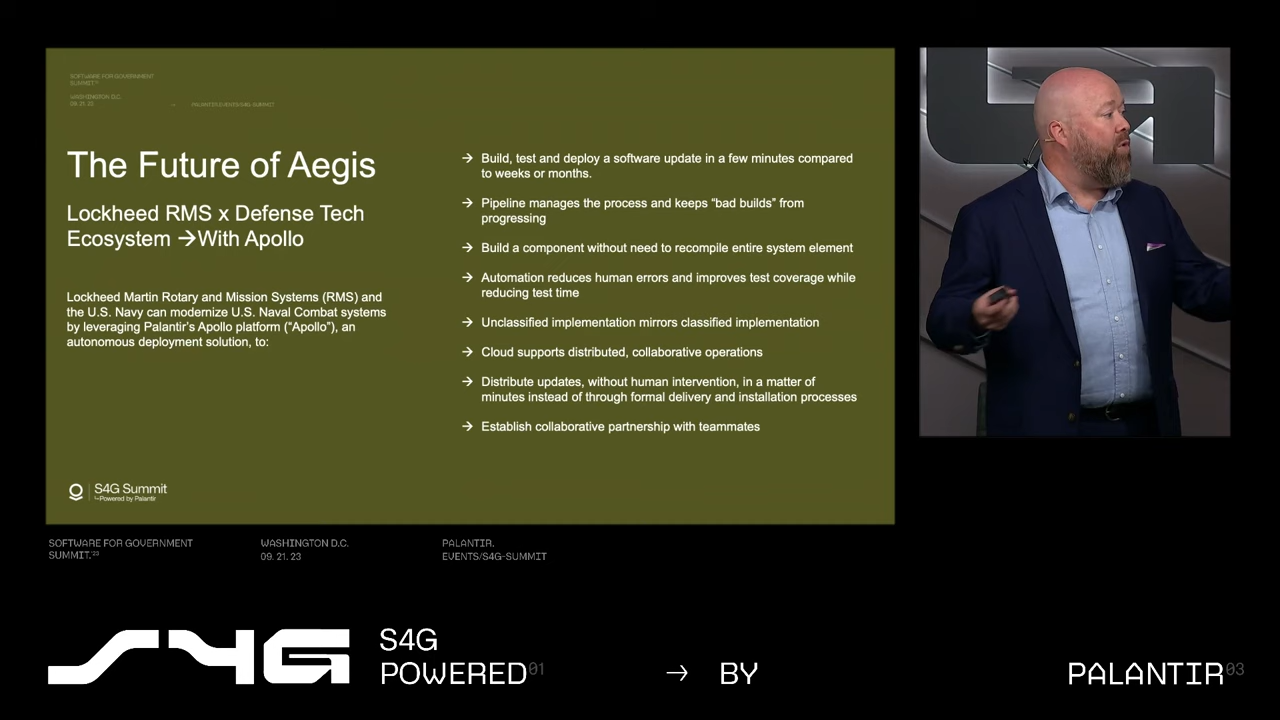 SOFTWARE FOR GOVERNMENT
SUMMIT.'23
WASHINGTON D.C.
09. 21. 23
→
PALANTIR.EVENTS/S4G-SUMMIT
The Future of Aegis
Lockheed RMS x Defense Tech
Ecosystem →With Apollo
Lockheed Martin Rotary and Mission Systems (RMS) and
the U.S. Navy can modernize U.S. Naval Combat systems
by leveraging Palantir's Apollo platform (“Apollo”), an
autonomous deployment solution, to:
→ Build, test and deploy a software update in a few minutes compared
to weeks or months.
→ Pipeline manages the process and keeps “bad builds” from
progressing
→ Build a component without need to recompile entire system element
→ Automation reduces human errors and improves test coverage while
reducing test time
→ Unclassified implementation mirrors classified implementation
→ Cloud supports distributed, collaborative operations
→ Distribute updates, without human intervention, in a matter of
minutes instead of through formal delivery and installation processes
→ Establish collaborative partnership with teammates
S4G Summit
↳Powered by Palantir
SOFTWARE FOR GOVERNMENT
SUMMIT.'23
WASHINGTON D.C.
09. 21. 23
PALANTIR.
EVENTS/S4G-SUMMIT
S4G
S4G
POWERED01 → BY PALANTIR03